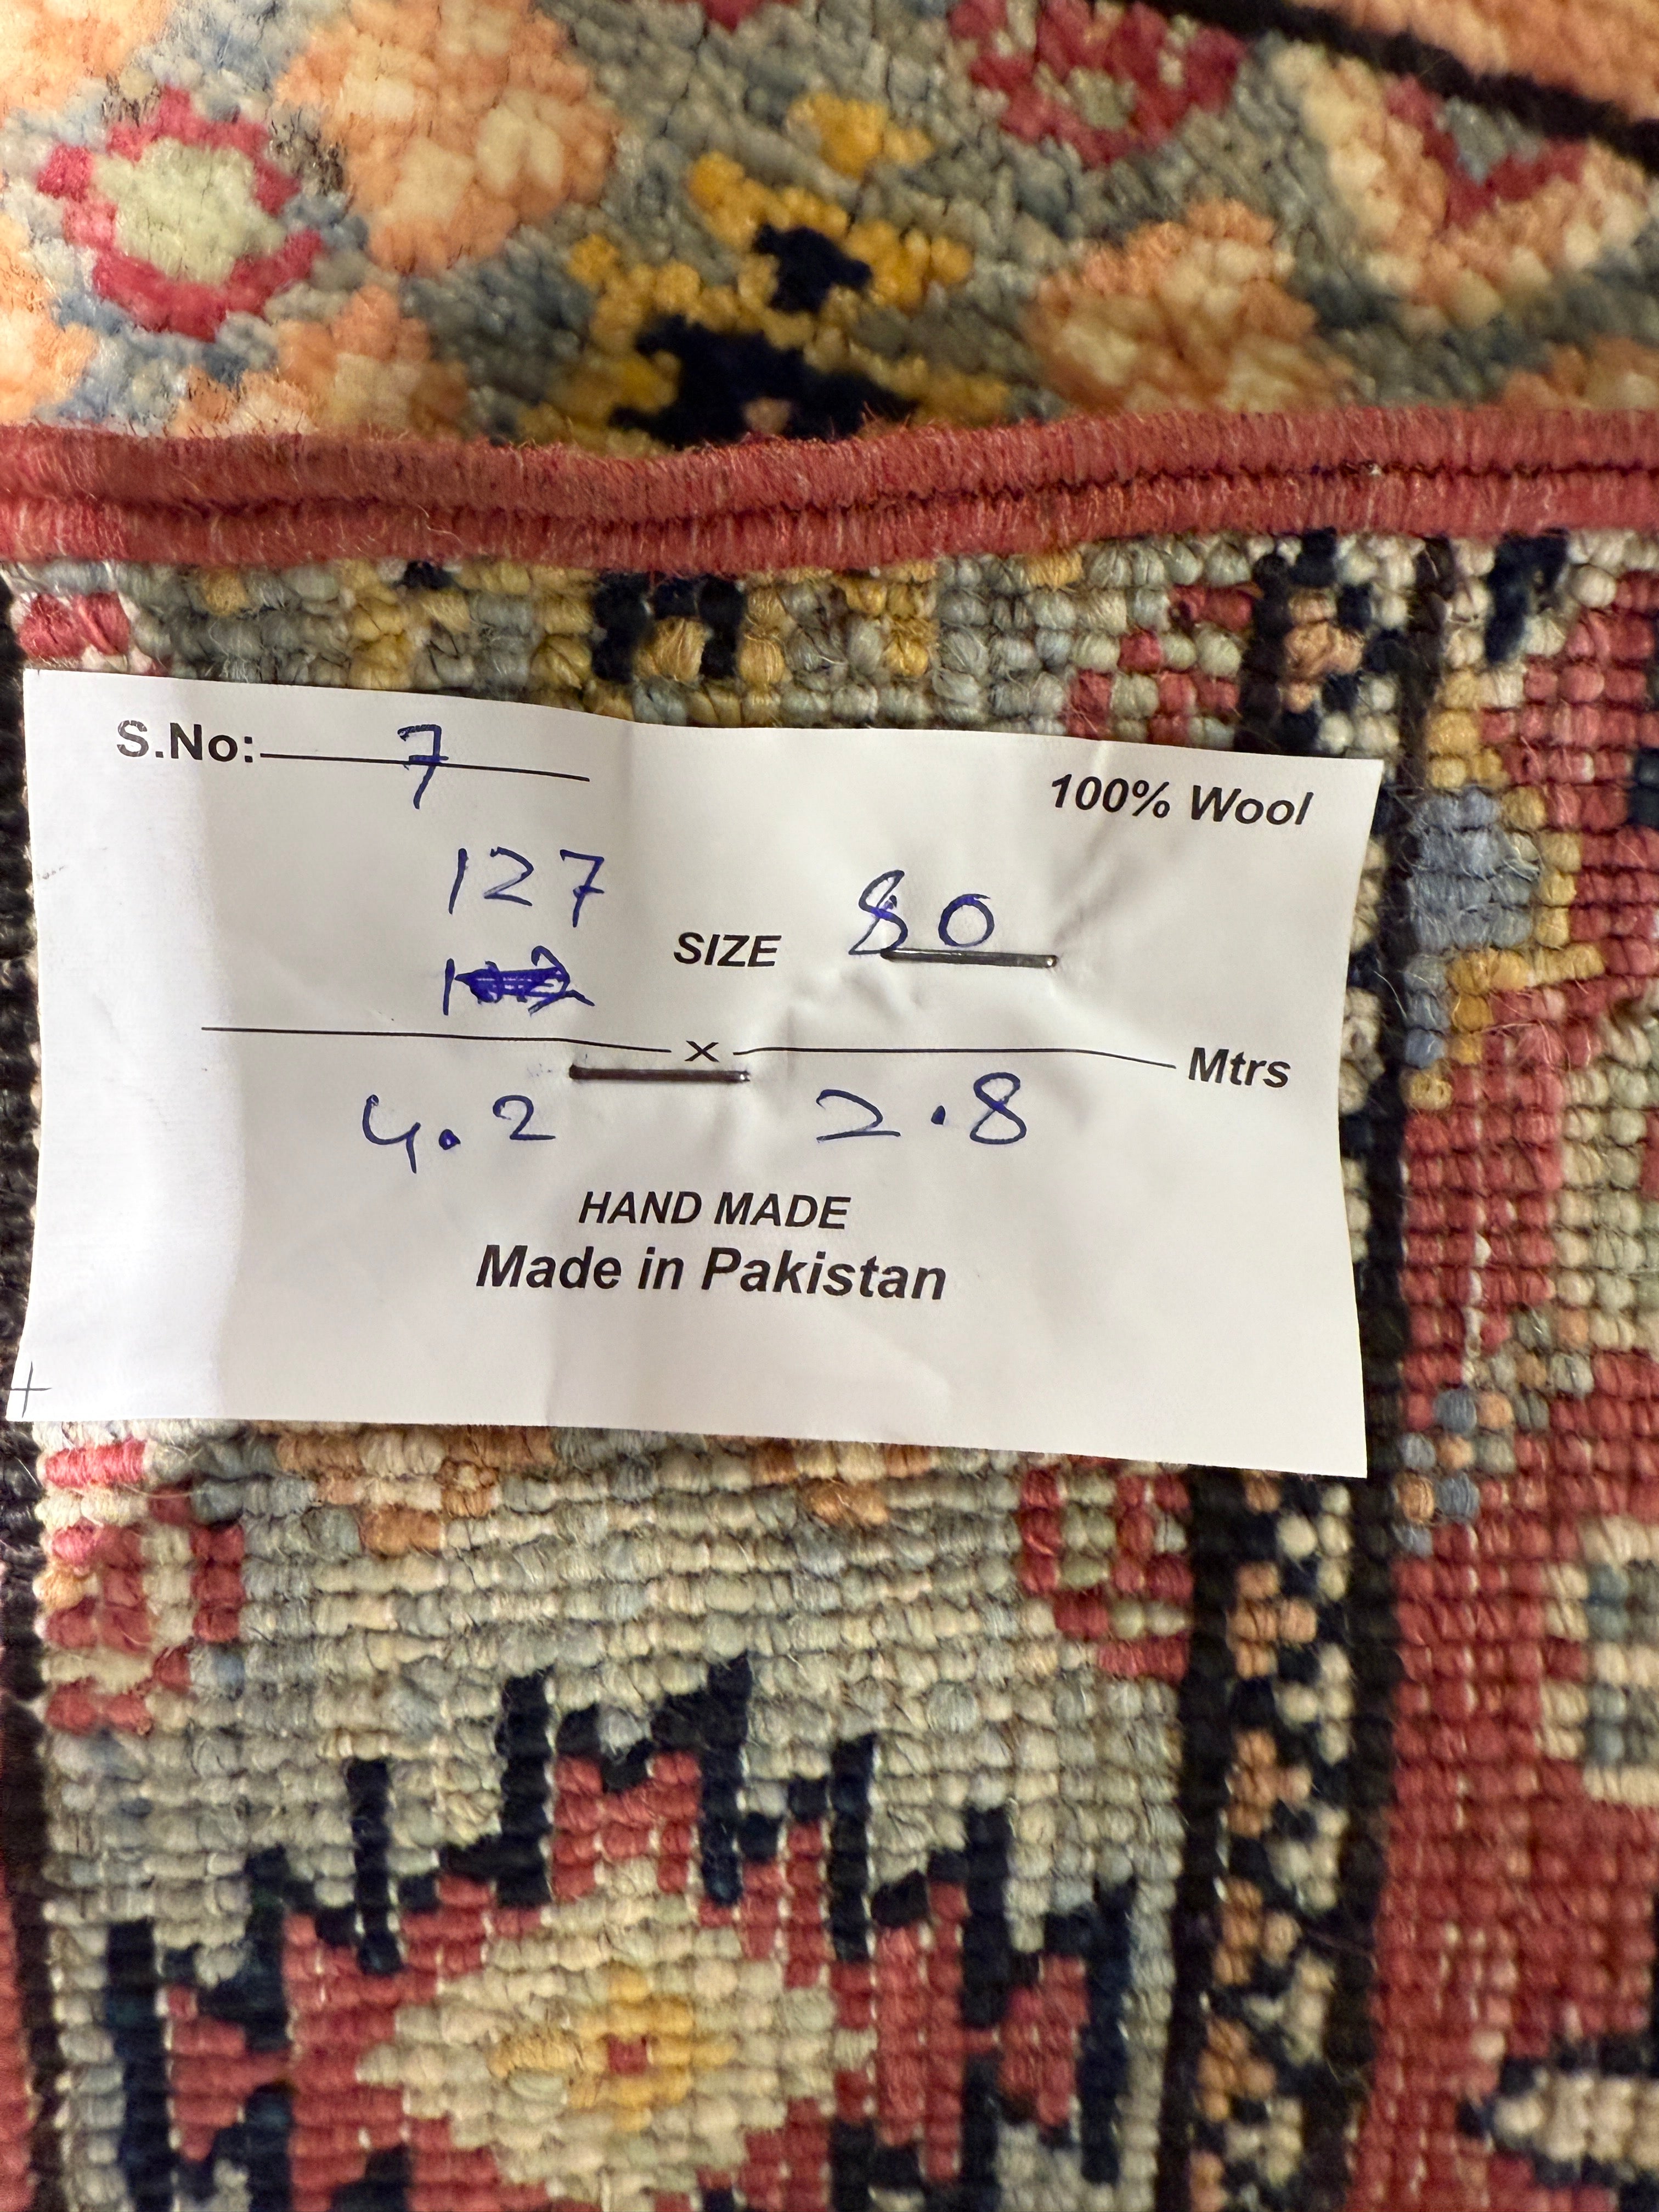 S.No: 7
100% Wool
127 SIZE 80
x Mtrs
4.2 2.8
HAND MADE
Made in Pakistan